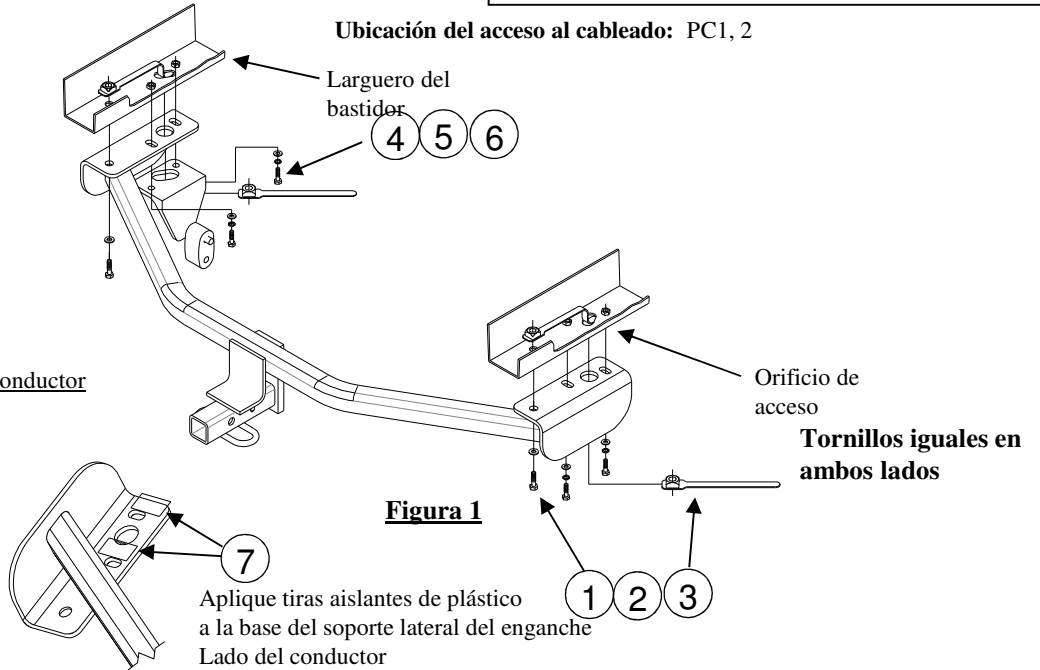 Ubicación del acceso al cableado: PC1, 2
Larguero del
bastidor
4 5 6
onductor
Orificio de
acceso
Tornillos iguales en
ambos lados
Figura 1
7
1 2 3
Aplique tiras aislantes de plástico
a la base del soporte lateral del enganche
Lado del conductor